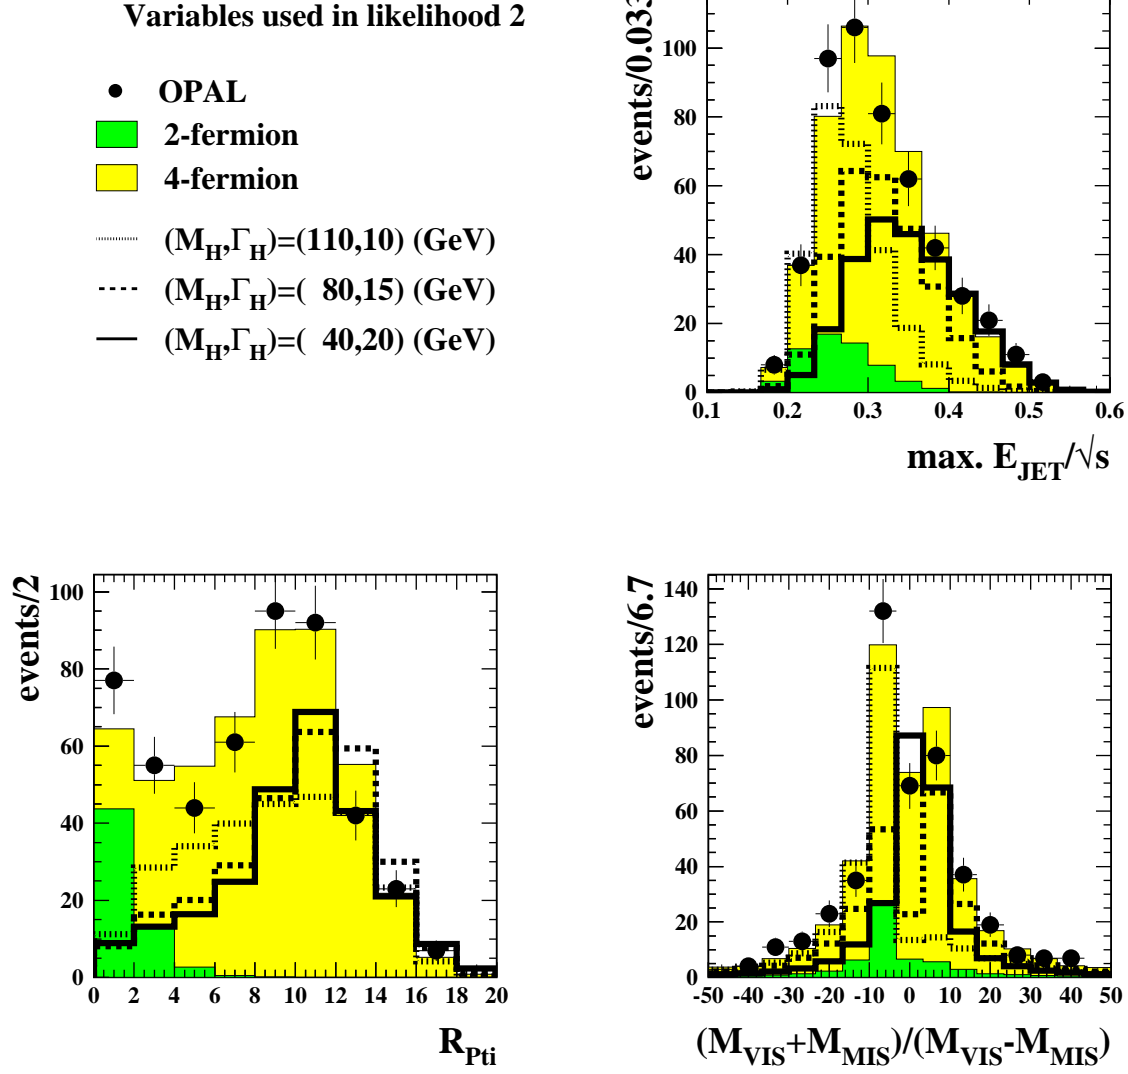 Variables used in likelihood 2
OPAL
2-fermion
4-fermion
(M_H,Γ_H)=(110,10) (GeV)
(M_H,Γ_H)=( 80,15) (GeV)
(M_H,Γ_H)=( 40,20) (GeV)
events/0.033
100
80
60
40
20
0
0.1 0.2 0.3 0.4 0.5 0.6
max. E_JET/√s
events/2
100
80
60
40
20
0
0 2 4 6 8 10 12 14 16 18 20
R_Pti
events/6.7
140
120
100
80
60
40
20
0
-50 -40 -30 -20 -10 0 10 20 30 40 50
(M_VIS+M_MIS)/(M_VIS-M_MIS)